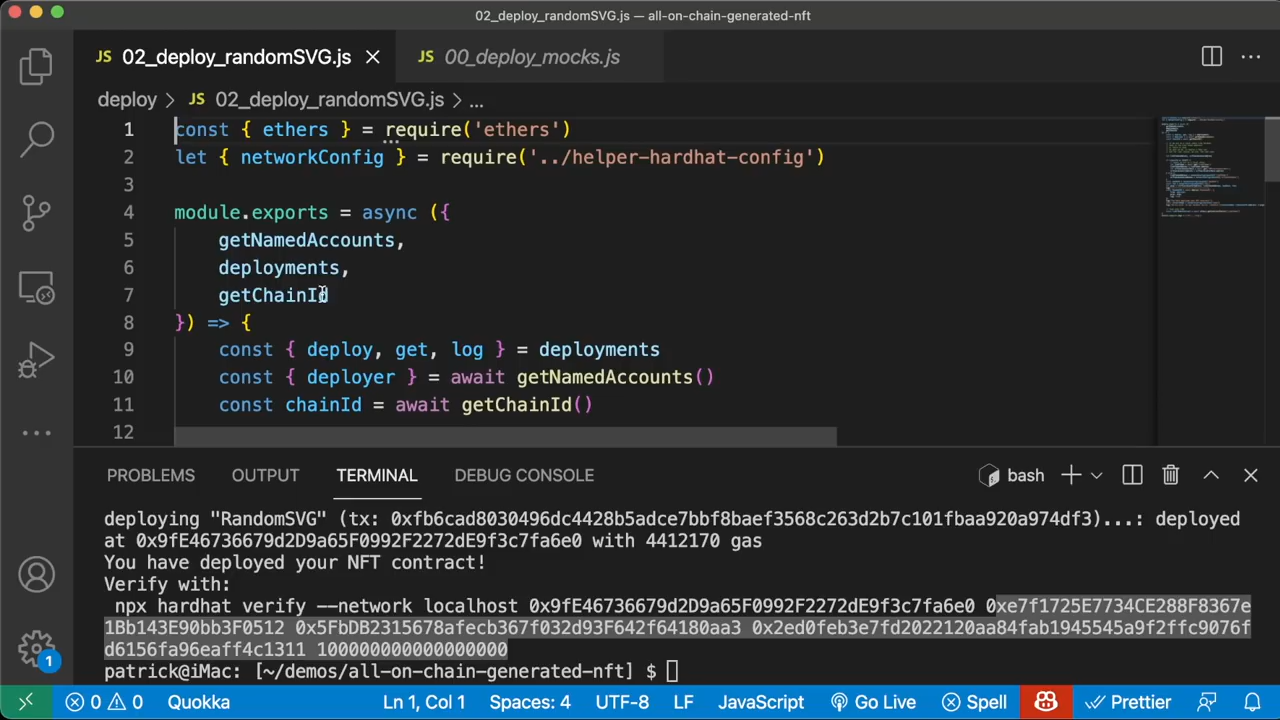 02_deploy_randomSVG.js — all-on-chain-generated-nft
JS 02_deploy_randomSVG.js
JS 00_deploy_mocks.js
deploy > JS 02_deploy_randomSVG.js > ...
1 const { ethers } = require('ethers')
2 let { networkConfig } = require('../helper-hardhat-config')
3
4 module.exports = async ({
5 getNamedAccounts,
6 deployments,
7 getChainId
8 }) => {
9 const { deploy, get, log } = deployments
10 const { deployer } = await getNamedAccounts()
11 const chainId = await getChainId()
12
PROBLEMS OUTPUT TERMINAL DEBUG CONSOLE bash
deploying "RandomSVG" (tx: 0xfb6cad8030496dc4428b5adce7bbf8baef3568c263d2b7c101fbaa920a974df3)...: deployed
at 0x9fE46736679d2D9a65F0992F2272dE9f3c7fa6e0 with 4412170 gas
You have deployed your NFT contract!
Verify with:
npx hardhat verify --network localhost 0x9fE46736679d2D9a65F0992F2272dE9f3c7fa6e0 0xe7f1725E7734CE288F8367e
1Bb143E90bb3F0512 0x5FbDB2315678afecb367f032d93F642f64180aa3 0x2ed0feb3e7fd2022120aa84fab1945545a9f2ffc9076f
d6156fa96eaff4c1311 100000000000000000
patrick@iMac: [~/demos/all-on-chain-generated-nft] $
1
0 0 Quokka Ln 1, Col 1 Spaces: 4 UTF-8 LF JavaScript Go Live Spell Prettier